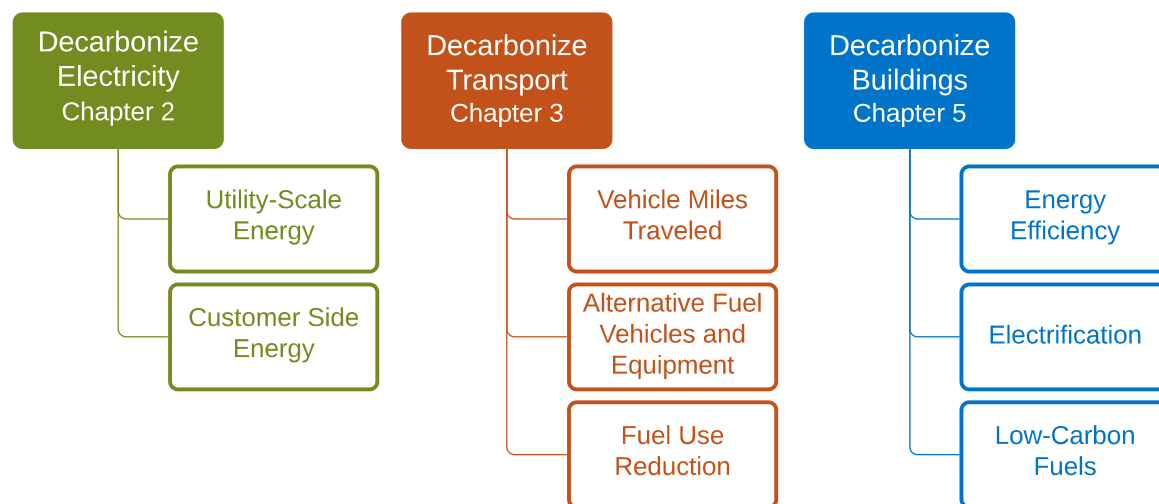 Decarbonize
Electricity
Chapter 2
Utility-Scale
Energy
Customer Side
Energy
Decarbonize
Transport
Chapter 3
Vehicle Miles
Traveled
Alternative Fuel
Vehicles and
Equipment
Fuel Use
Reduction
Decarbonize
Buildings
Chapter 5
Energy
Efficiency
Electrification
Low-Carbon
Fuels